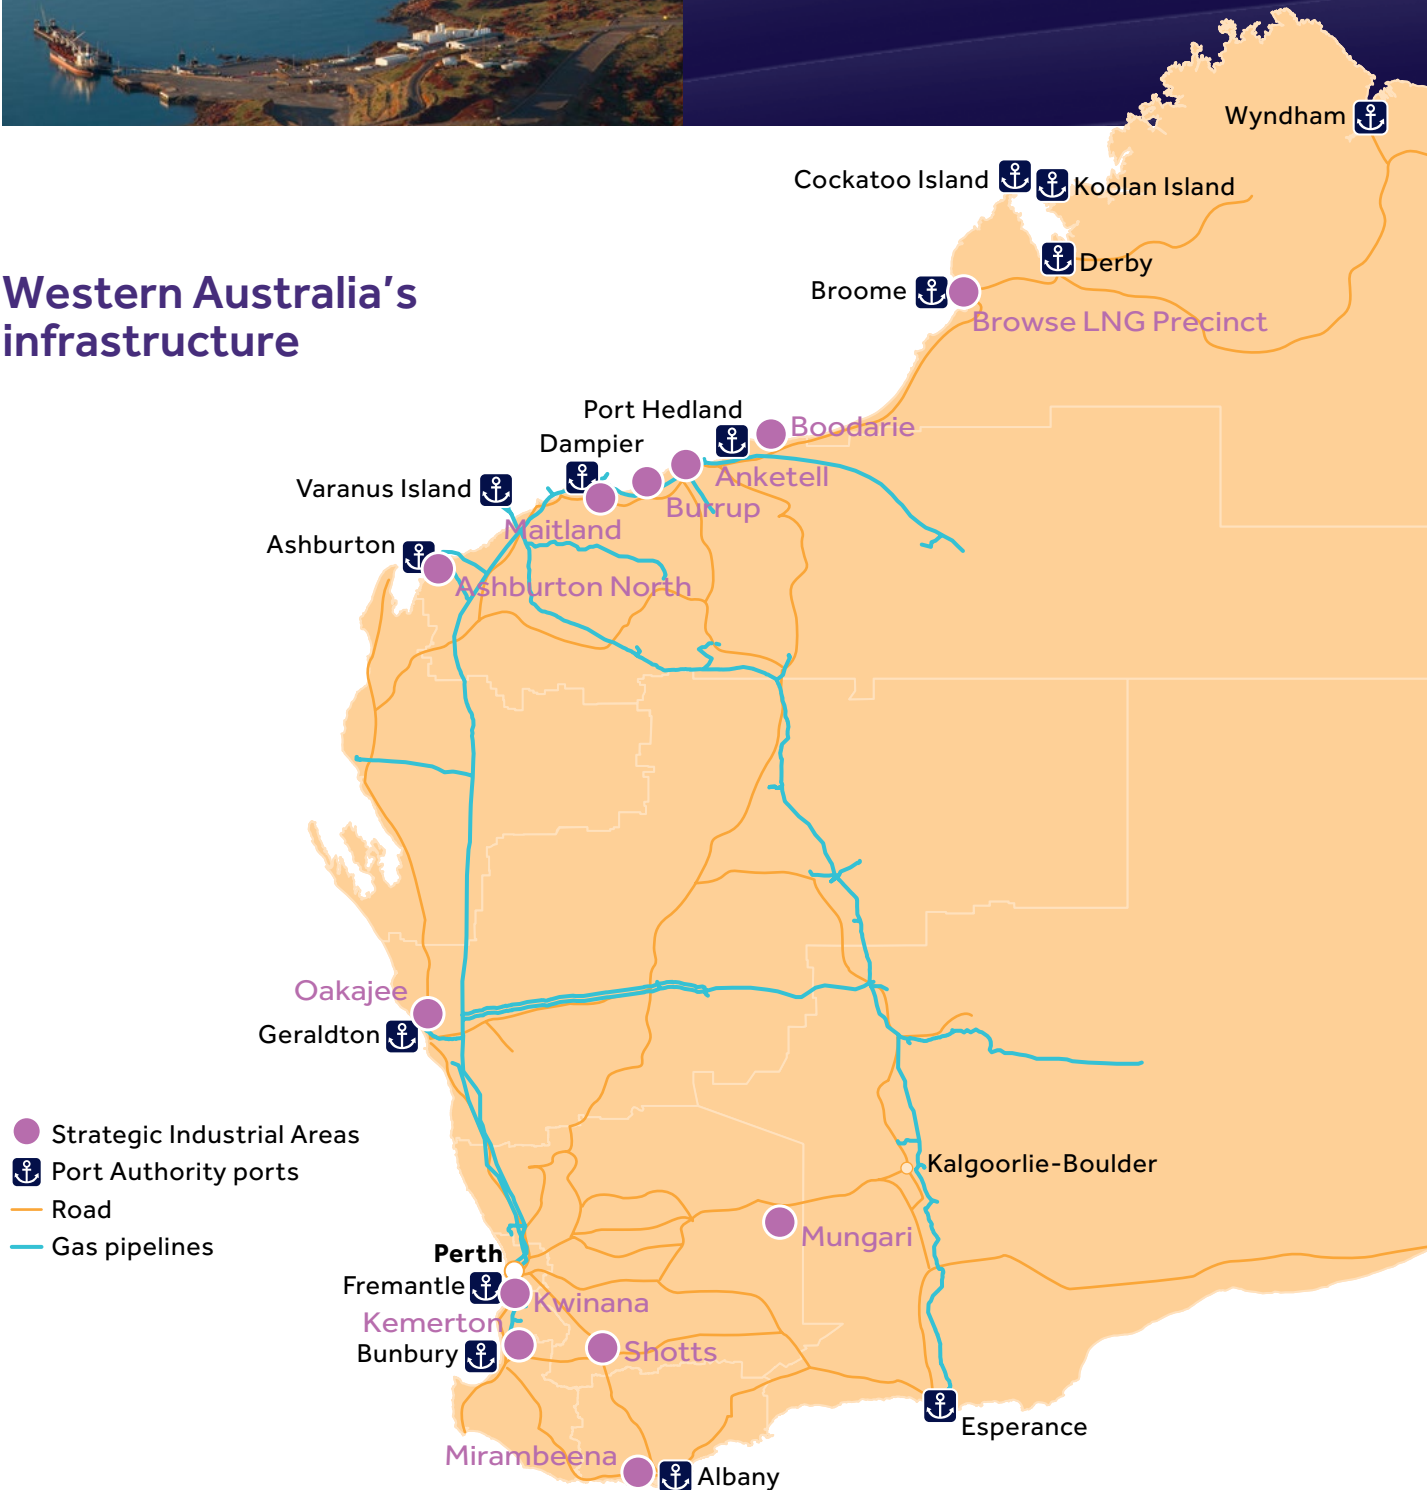 Wyndham
Cockatoo Island
Koolan Island
Derby
Broome
Browse LNG Precinct
Western Australia's
infrastructure
Port Hedland
Boodarie
Dampier
Anketell
Varanus Island
Burrup
Maitland
Ashburton
Ashburton North
Oakajee
Geraldton
Strategic Industrial Areas
Port Authority ports
Road
Gas pipelines
Kalgoorlie-Boulder
Mungari
Perth
Fremantle
Kwinana
Kemerton
Bunbury
Shotts
Esperance
Mirambeena
Albany